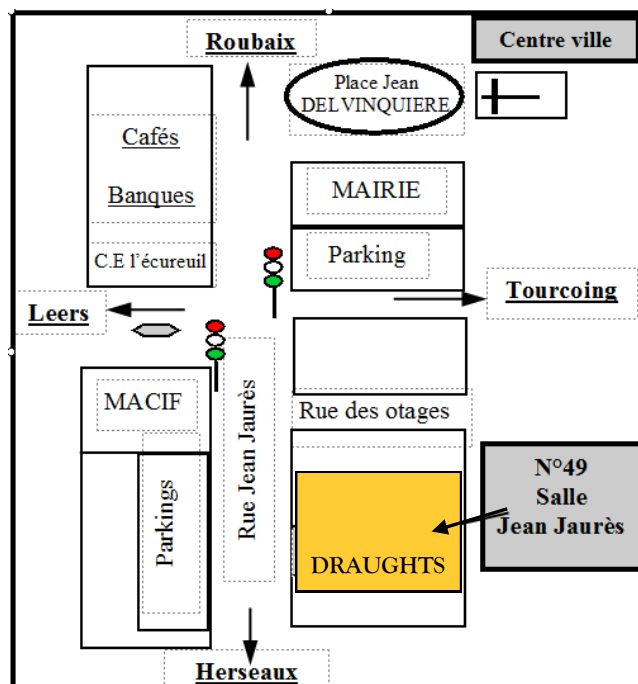 Roubaix
Centre ville
Place Jean
DELVINQUIERE
Cafés
Banques
MAIRIE
C.E l'écureuil
Parking
Leers
Tourcoing
MACIF
Rue Jean Jaurès
Rue des otages
Parkings
N°49
Salle
Jean Jaurès
DRAUGHTS
Herseaux